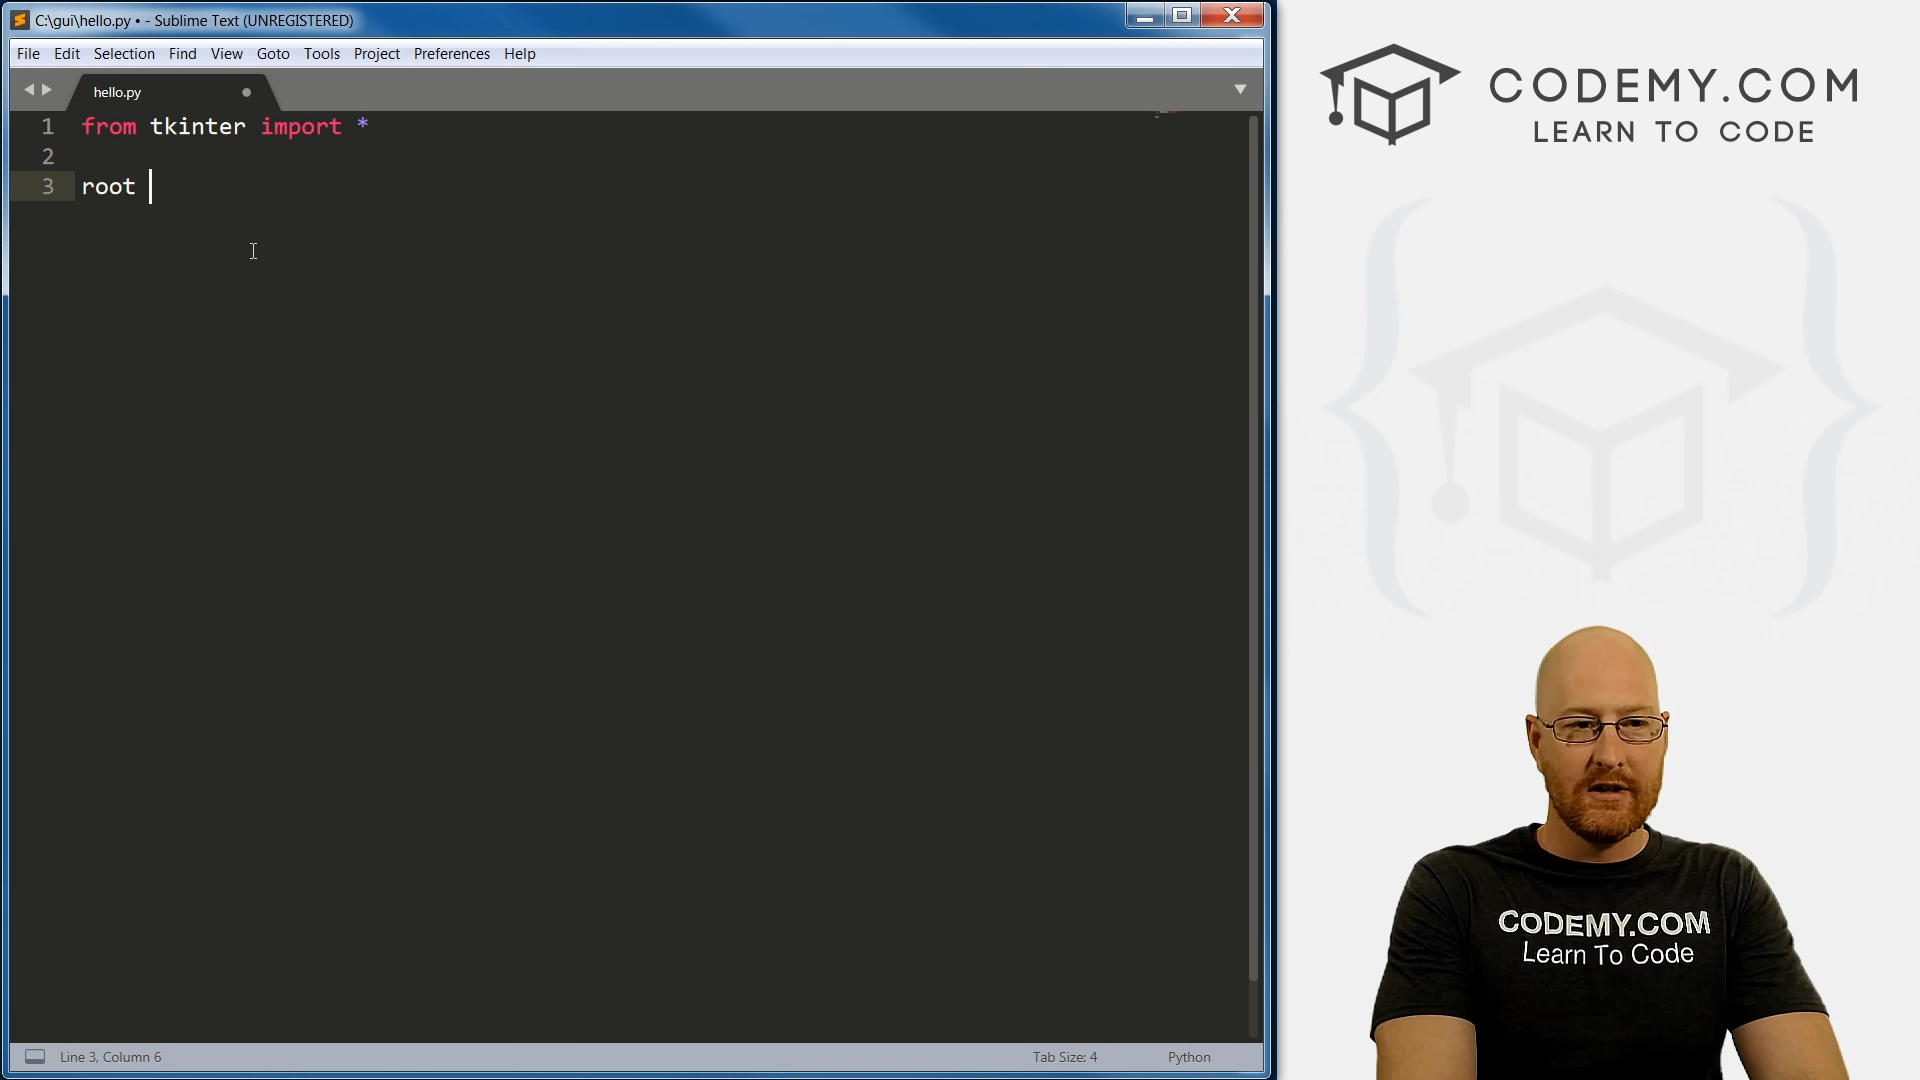 C:\gui\hello.py • - Sublime Text (UNREGISTERED)
File Edit Selection Find View Goto Tools Project Preferences Help
hello.py
1 from tkinter import *
2
3 root
Line 3, Column 6
Tab Size: 4
Python
CODEMY.COM
LEARN TO CODE
CODEMY.COM
Learn To Code